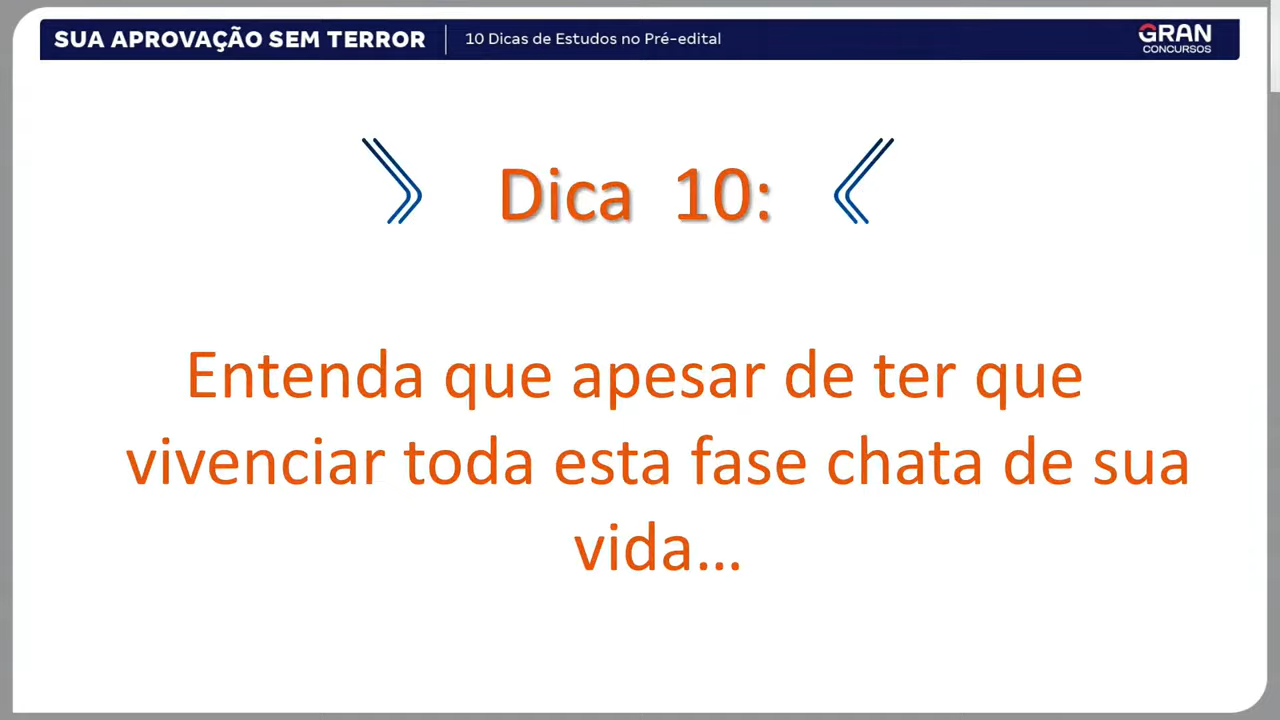 SUA APROVAÇÃO SEM TERROR
10 Dicas de Estudos no Pré-edital
GRAN
CONCURSOS
Dica 10:
Entenda que apesar de ter que
vivenciar toda esta fase chata de sua
vida...